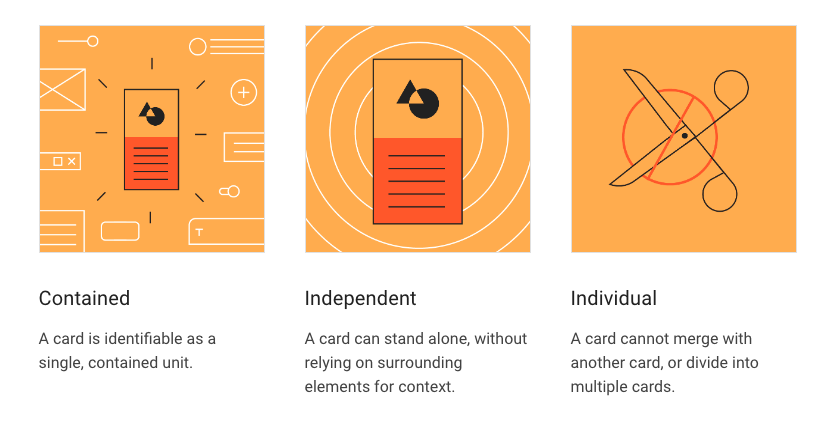 T
Contained
A card is identifiable as a
single, contained unit.
Independent
A card can stand alone, without
relying on surrounding
elements for context.
Individual
A card cannot merge with
another card, or divide into
multiple cards.